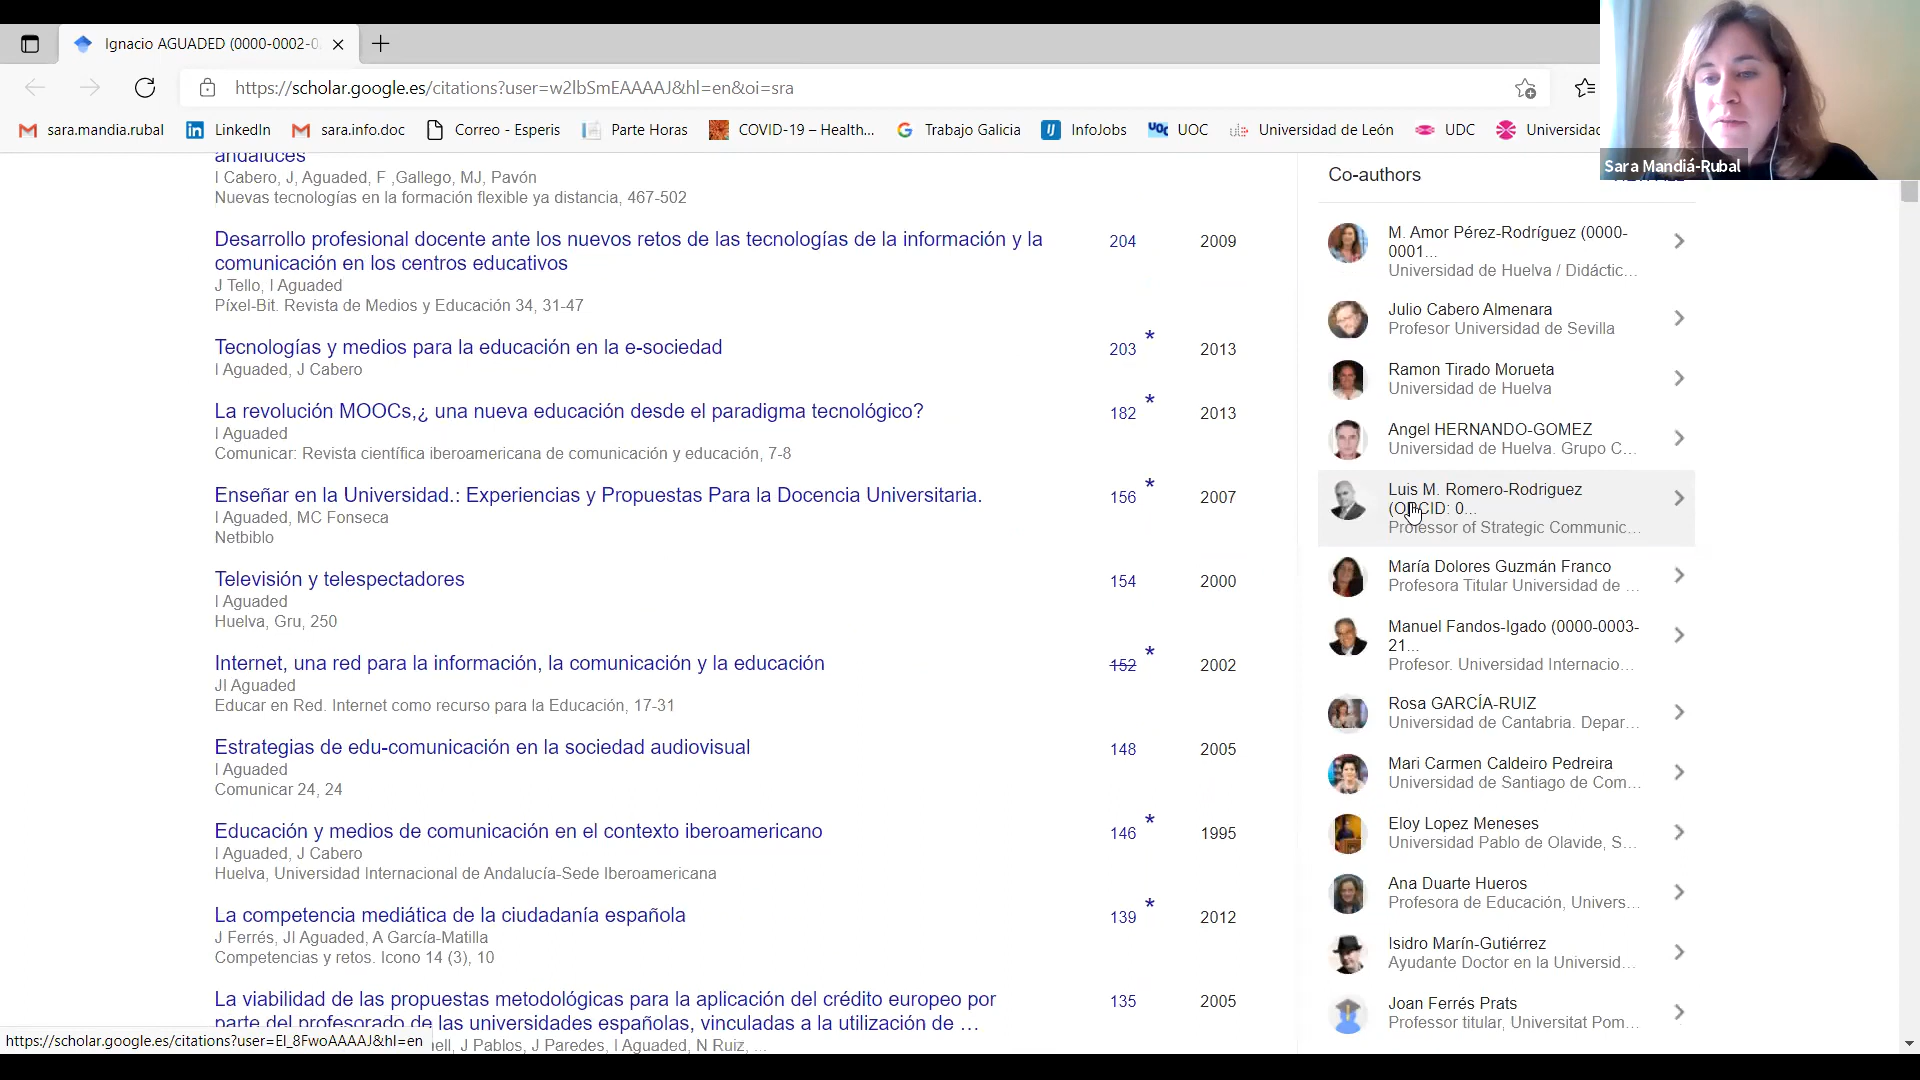 Ignacio AGUADED (0000-0002-0
https://scholar.google.es/citations?user=w2lbSmEAAAAJ&hl=en&oi=sra
sara.mandia.rubal
LinkedIn
sara.info.doc
Correo - Esperis
Parte Horas
COVID-19 – Health...
Trabajo Galicia
InfoJobs
UOC
Universidad de León
UDC
Universidad
Sara Mandiá-Rubal
andaluces
I Cabero, J, Aguaded, F ,Gallego, MJ, Pavón
Nuevas tecnologías en la formación flexible ya distancia, 467-502
Desarrollo profesional docente ante los nuevos retos de las tecnologías de la información y la 204 2009
comunicación en los centros educativos
J Tello, I Aguaded
Píxel-Bit. Revista de Medios y Educación 34, 31-47
Tecnologías y medios para la educación en la e-sociedad 203 * 2013
I Aguaded, J Cabero
La revolución MOOCs,¿ una nueva educación desde el paradigma tecnológico? 182 * 2013
I Aguaded
Comunicar: Revista científica iberoamericana de comunicación y educación, 7-8
Enseñar en la Universidad.: Experiencias y Propuestas Para la Docencia Universitaria. 156 * 2007
I Aguaded, MC Fonseca
Netbiblo
Televisión y telespectadores 154 2000
I Aguaded
Huelva, Gru, 250
Internet, una red para la información, la comunicación y la educación 152 * 2002
JI Aguaded
Educar en Red. Internet como recurso para la Educación, 17-31
Estrategias de edu-comunicación en la sociedad audiovisual 148 2005
I Aguaded
Comunicar 24, 24
Educación y medios de comunicación en el contexto iberoamericano 146 * 1995
I Aguaded, J Cabero
Huelva, Universidad Internacional de Andalucía-Sede Iberoamericana
La competencia mediática de la ciudadanía española 139 * 2012
J Ferrés, JI Aguaded, A García-Matilla
Competencias y retos. Icono 14 (3), 10
La viabilidad de las propuestas metodológicas para la aplicación del crédito europeo por 135 2005
parte del profesorado de las universidades españolas, vinculadas a la utilización de …
ell, J Pablos, J Paredes, I Aguaded, N Ruiz, ...
https://scholar.google.es/citations?user=EI_8FwoAAAAJ&hl=en
Co-authors
M. Amor Pérez-Rodríguez (0000-
0001...
Universidad de Huelva / Didáctic...
Julio Cabero Almenara
Profesor Universidad de Sevilla
Ramon Tirado Morueta
Universidad de Huelva
Angel HERNANDO-GOMEZ
Universidad de Huelva. Grupo C...
Luis M. Romero-Rodriguez
(ORCID: 0...
Professor of Strategic Communic...
María Dolores Guzmán Franco
Profesora Titular Universidad de ...
Manuel Fandos-Igado (0000-0003-
21...
Profesor. Universidad Internacio...
Rosa GARCÍA-RUIZ
Universidad de Cantabria. Depar...
Mari Carmen Caldeiro Pedreira
Universidad de Santiago de Com...
Eloy Lopez Meneses
Universidad Pablo de Olavide, S...
Ana Duarte Hueros
Profesora de Educación, Univers...
Isidro Marín-Gutiérrez
Ayudante Doctor en la Universid...
Joan Ferrés Prats
Professor titular, Universitat Pom...